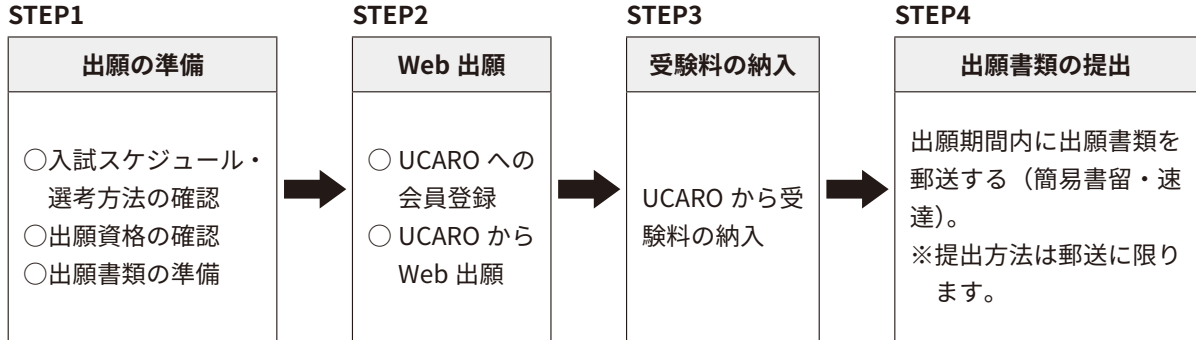 STEP1
出願の準備
○入試スケジュール・
選考方法の確認
○出願資格の確認
○出願書類の準備
STEP2
Web 出願
○ UCARO への
会員登録
○ UCARO から
Web 出願
STEP3
受験料の納入
UCARO から受
験料の納入
STEP4
出願書類の提出
出願期間内に出願書類を
郵送する（簡易書留・速
達）。
※提出方法は郵送に限り
ます。